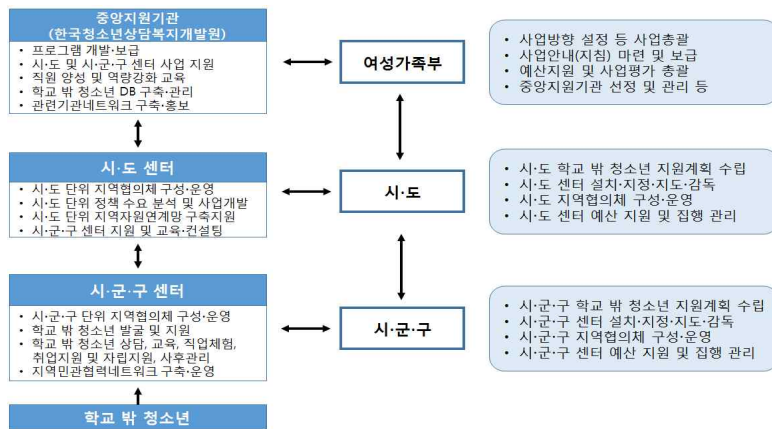 중앙지원기관
(한국청소년상담복지개발원)
• 프로그램 개발·보급
• 시·도 및 시·군·구 센터 사업 지원
• 직원 양성 및 역량강화 교육
• 학교 밖 청소년 DB 구축·관리
• 관련기관네트워크 구축·홍보
여성가족부
• 사업방향 설정 등 사업총괄
• 사업안내(지침) 마련 및 보급
• 예산지원 및 사업평가 총괄
• 중앙지원기관 선정 및 관리 등
시·도 센터
• 시·도 단위 지역협의체 구성·운영
• 시·도 단위 정책 수요 분석 및 사업개발
• 시·도 단위 지역자원연계망 구축지원
• 시·군·구 센터 지원 및 교육·컨설팅
시·도
• 시·도 학교 밖 청소년 지원계획 수립
• 시·도 센터 설치·지정·지도·감독
• 시·도 지역협의체 구성·운영
• 시·도 센터 예산 지원 및 집행 관리
시·군·구 센터
• 시·군·구 단위 지역협의체 구성·운영
• 학교 밖 청소년 발굴 및 지원
• 학교 밖 청소년 상담, 교육, 직업체험,
취업지원 및 자립지원, 사후관리
• 지역민관협력네트워크 구축·운영
시·군·구
• 시·군·구 학교 밖 청소년 지원계획 수립
• 시·군·구 센터 설치·지정·지도·감독
• 시·군·구 지역협의체 구성·운영
• 시·군·구 센터 예산 지원 및 집행 관리
학교 밖 청소년